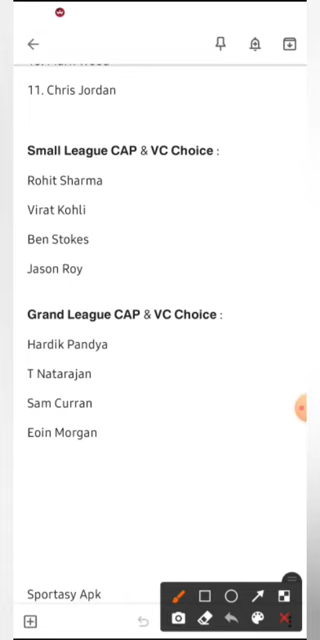 11. Chris Jordan
Small League CAP & VC Choice :
Rohit Sharma
Virat Kohli
Ben Stokes
Jason Roy
Grand League CAP & VC Choice :
Hardik Pandya
T Natarajan
Sam Curran
Eoin Morgan
Sportasy Apk